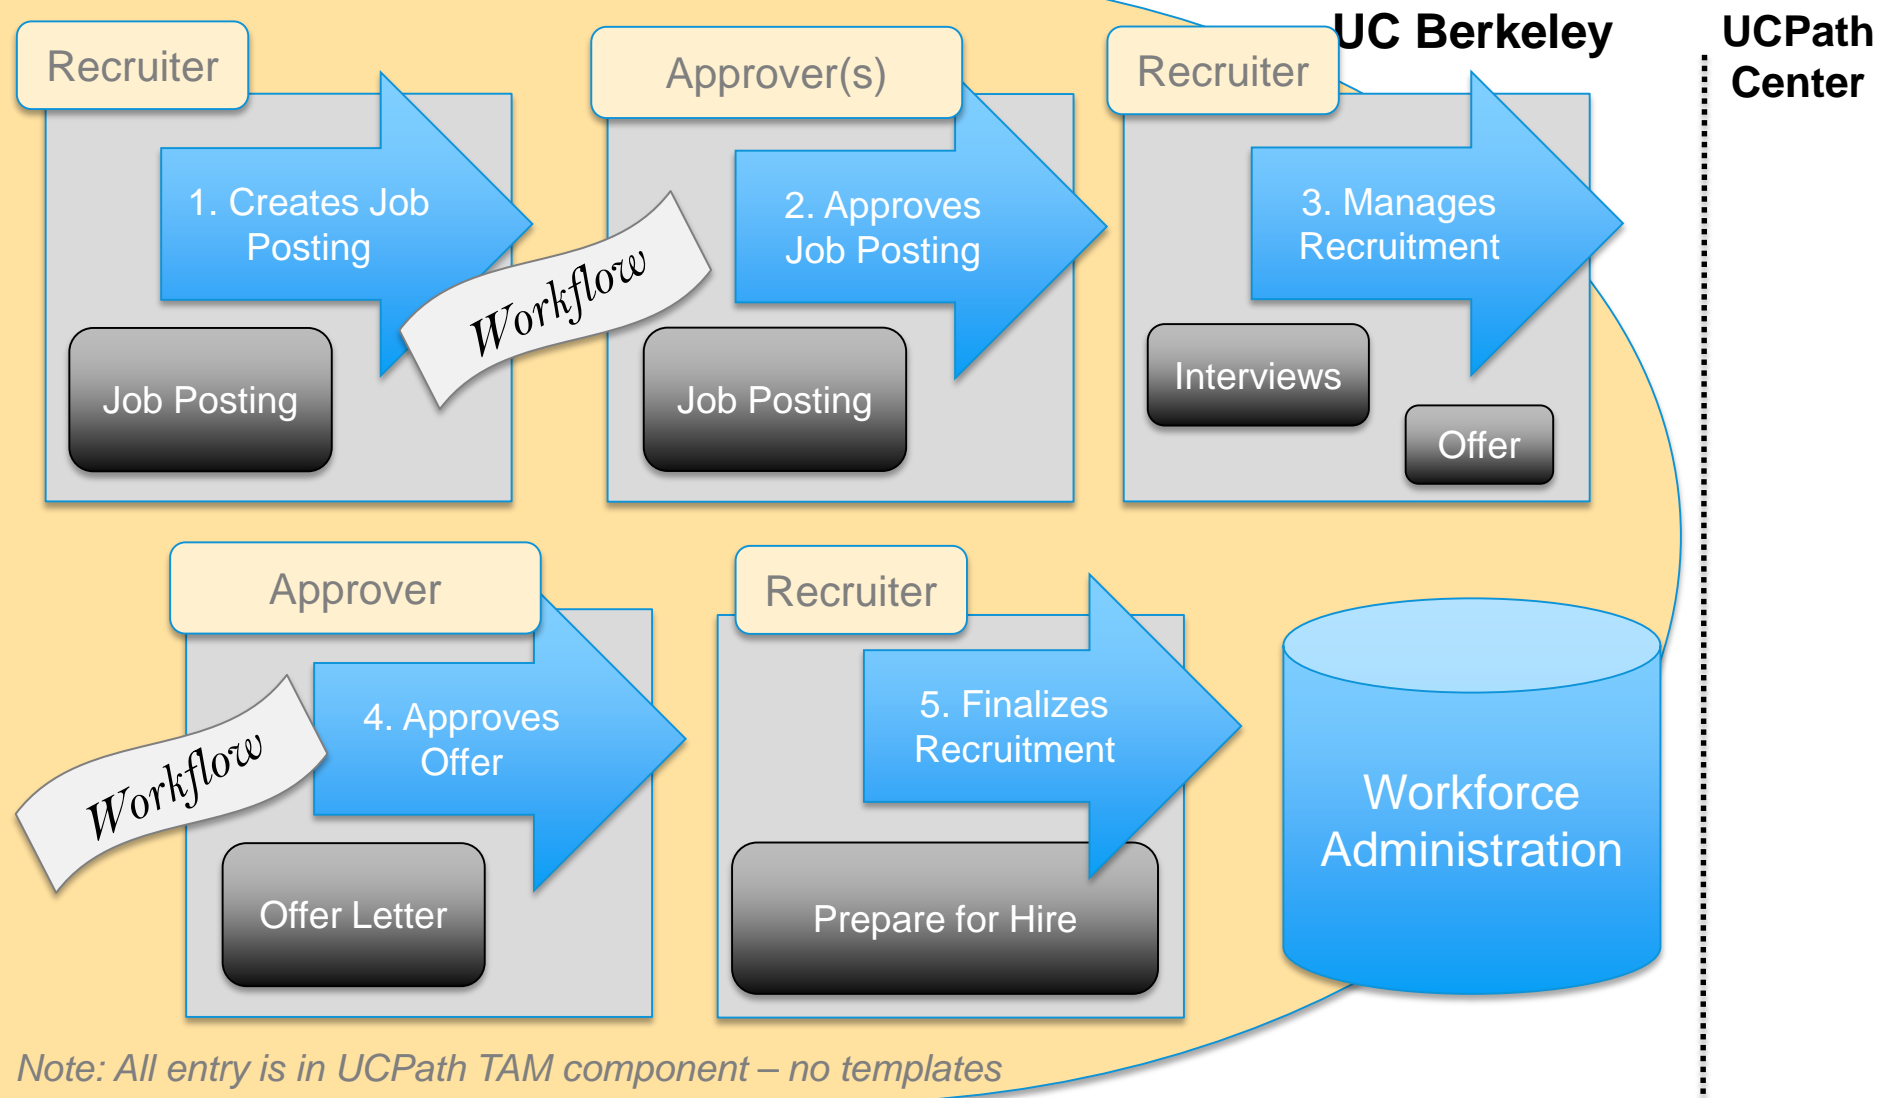 UC Berkeley
UCPath
Center
Recruiter
1. Creates Job
Posting
Job Posting
Workflow
Approver(s)
2. Approves
Job Posting
Job Posting
Recruiter
3. Manages
Recruitment
Interviews
Offer
Workflow
Approver
4. Approves
Offer
Offer Letter
Recruiter
5. Finalizes
Recruitment
Prepare for Hire
Workforce
Administration
Note: All entry is in UCPath TAM component – no templates